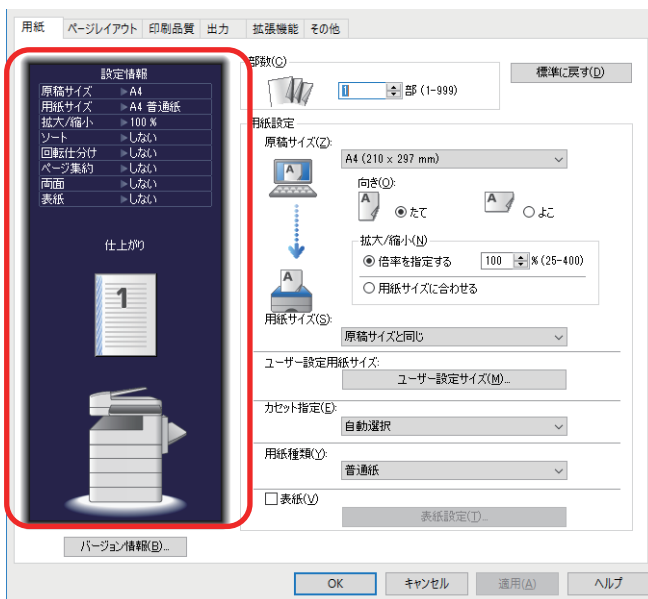 用紙 ページレイアウト 印刷品質 出力 拡張機能 その他
設定情報
原稿サイズ ▶A4
用紙サイズ ▶A4 普通紙
拡大/縮小 ▶100 %
ソート ▶しない
回転仕分け ▶しない
ページ集約 ▶しない
両面 ▶しない
表紙 ▶しない
仕上がり
1
バージョン情報(B)...
部数(C)
1 部 (1-999)
標準に戻す(D)
用紙設定
原稿サイズ(Z):
A4 (210 x 297 mm)
A
向き(O):
A たて A よこ
拡大/縮小(N)
倍率を指定する 100 % (25-400)
用紙サイズに合わせる
A
用紙サイズ(S):
原稿サイズと同じ
ユーザー設定用紙サイズ:
ユーザー設定サイズ(M)...
カセット指定(E):
自動選択
用紙種類(Y):
普通紙
表紙(V)
表紙設定(T)...
OK キャンセル 適用(A) ヘルプ